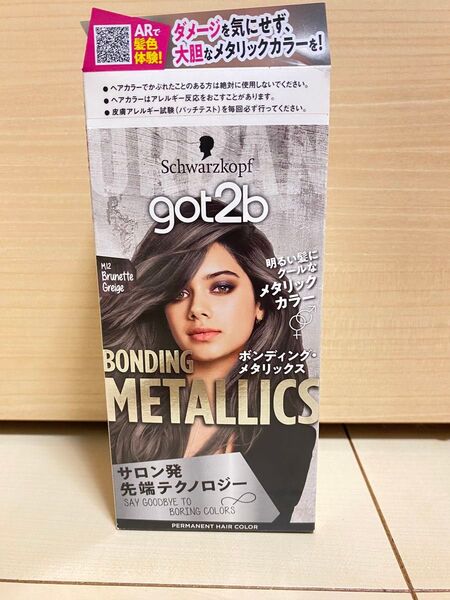 ARで
髪色
体験!
ダメージを気にせず、
大胆なメタリックカラーを!
●ヘアカラーでかぶれたことのある方は絶対に使用しないでください。
●ヘアカラーはアレルギー反応をおこすことがあります。
●皮膚アレルギー試験(パッチテスト)を毎回必ず行ってください。
Schwarzkopf
got2b
M12
Brunette
Greige
明るい髪に
クールな
メタリック
カラー
BONDING
METALLICS
ボンディング・
メタリックス
サロン発
先端テクノロジー
SAY GOODBYE TO
BORING COLORS
PERMANENT HAIR COLOR